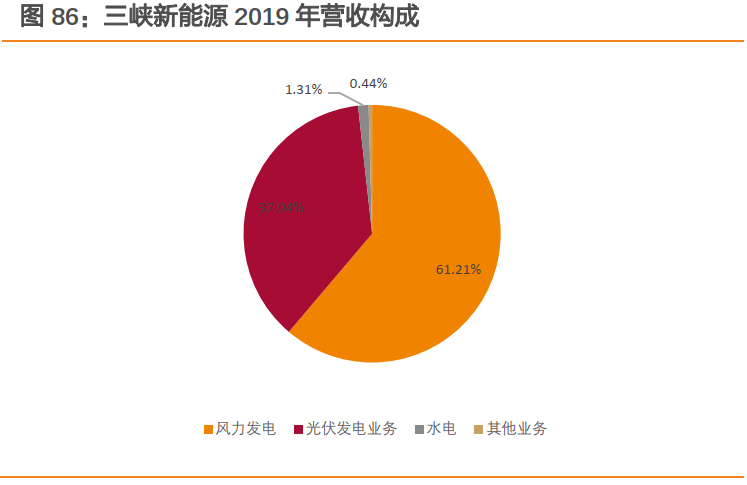 图 86：三峡新能源 2019 年营收构成
1.31%
0.44%
37.04%
61.21%
风力发电 光伏发电业务 水电 其他业务